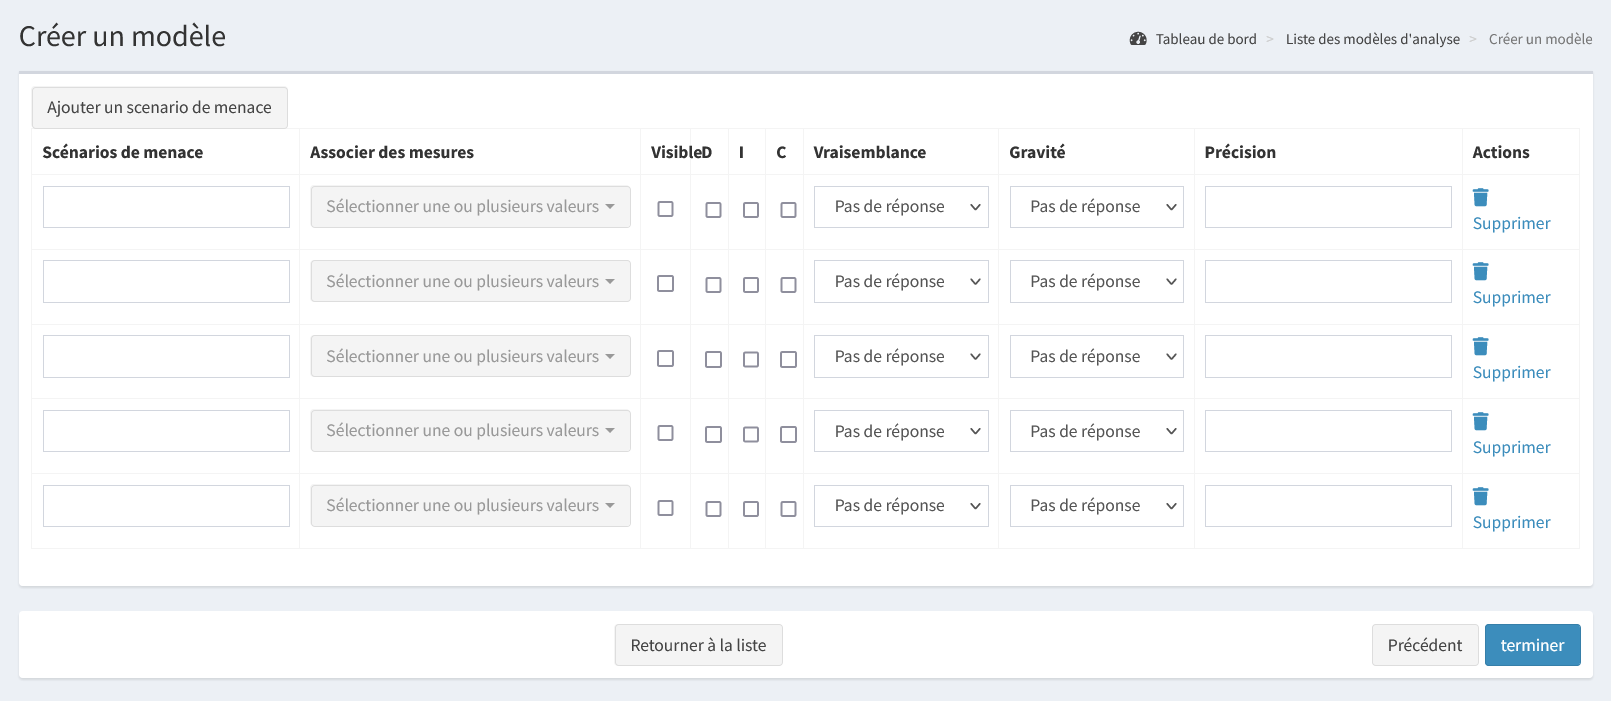 Créer un modèle
Tableau de bord > Liste des modèles d'analyse > Créer un modèle
Ajouter un scenario de menace
Scénarios de menace Associer des mesures Visible D I C Vraisemblance Gravité Précision Actions
Sélectionner une ou plusieurs valeurs Pas de réponse Pas de réponse
Supprimer
Sélectionner une ou plusieurs valeurs Pas de réponse Pas de réponse
Supprimer
Sélectionner une ou plusieurs valeurs Pas de réponse Pas de réponse
Supprimer
Sélectionner une ou plusieurs valeurs Pas de réponse Pas de réponse
Supprimer
Sélectionner une ou plusieurs valeurs Pas de réponse Pas de réponse
Supprimer
Retourner à la liste Précédent terminer